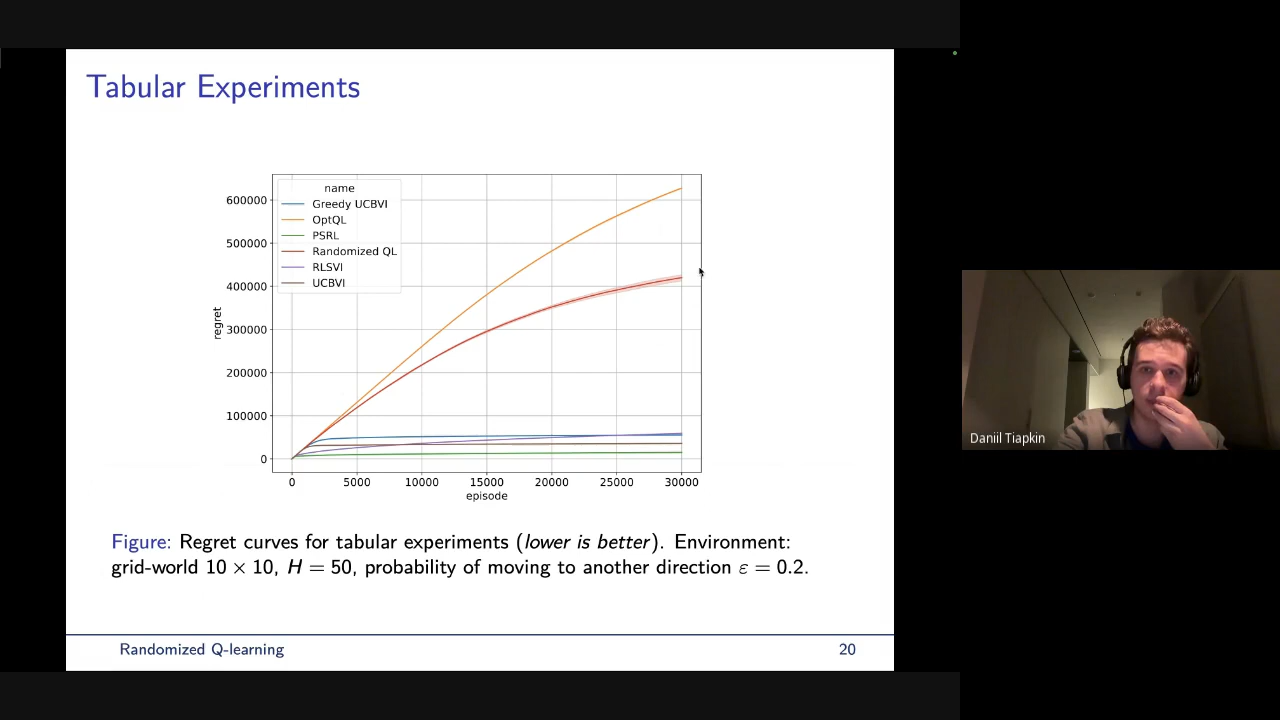 Tabular Experiments
name
Greedy UCBVI
OptQL
PSRL
Randomized QL
RLSVI
UCBVI
600000
500000
400000
300000
200000
100000
0
regret
0 5000 10000 15000 20000 25000 30000
episode
Figure: Regret curves for tabular experiments (lower is better). Environment:
grid-world 10 × 10, H = 50, probability of moving to another direction ε = 0.2.
Randomized Q-learning 20
Daniil Tiapkin